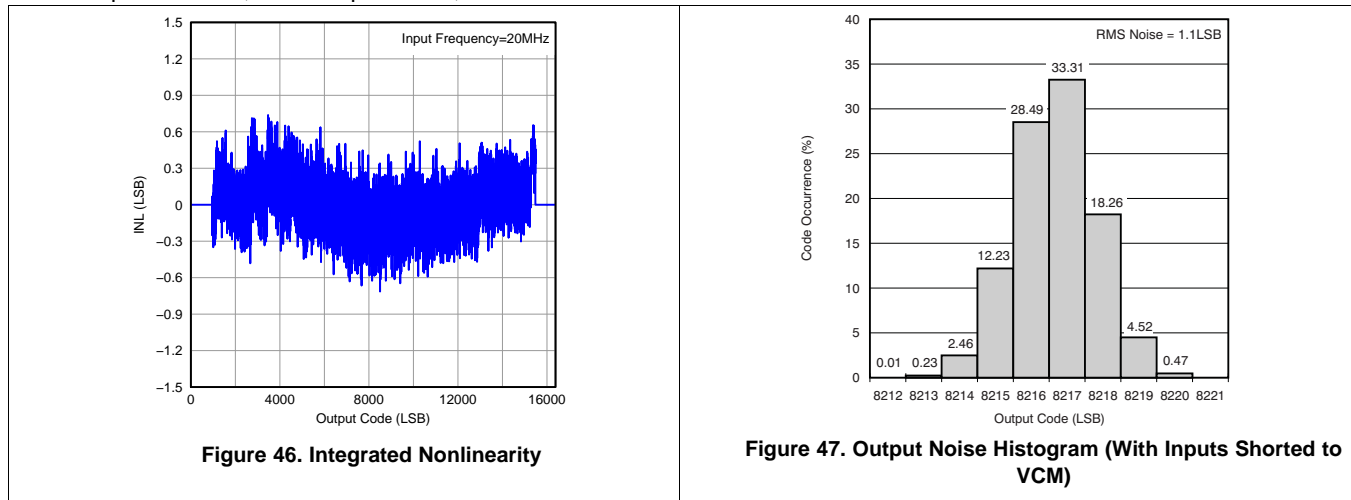 1.5
Input Frequency=20MHz
1.2
0.9
0.6
0.3
0
−0.3
−0.6
−0.9
−1.2
−1.5
INL (LSB)
0 4000 8000 12000 16000
Output Code (LSB)
Figure 46. Integrated Nonlinearity
40
RMS Noise = 1.1LSB
35
33.31
30
28.49
25
20
18.26
15
12.23
10
5
4.52
2.46
0.01 0.23
0.47
0
Code Occurrence (%)
8212 8213 8214 8215 8216 8217 8218 8219 8220 8221
Output Code (LSB)
Figure 47. Output Noise Histogram (With Inputs Shorted to
VCM)